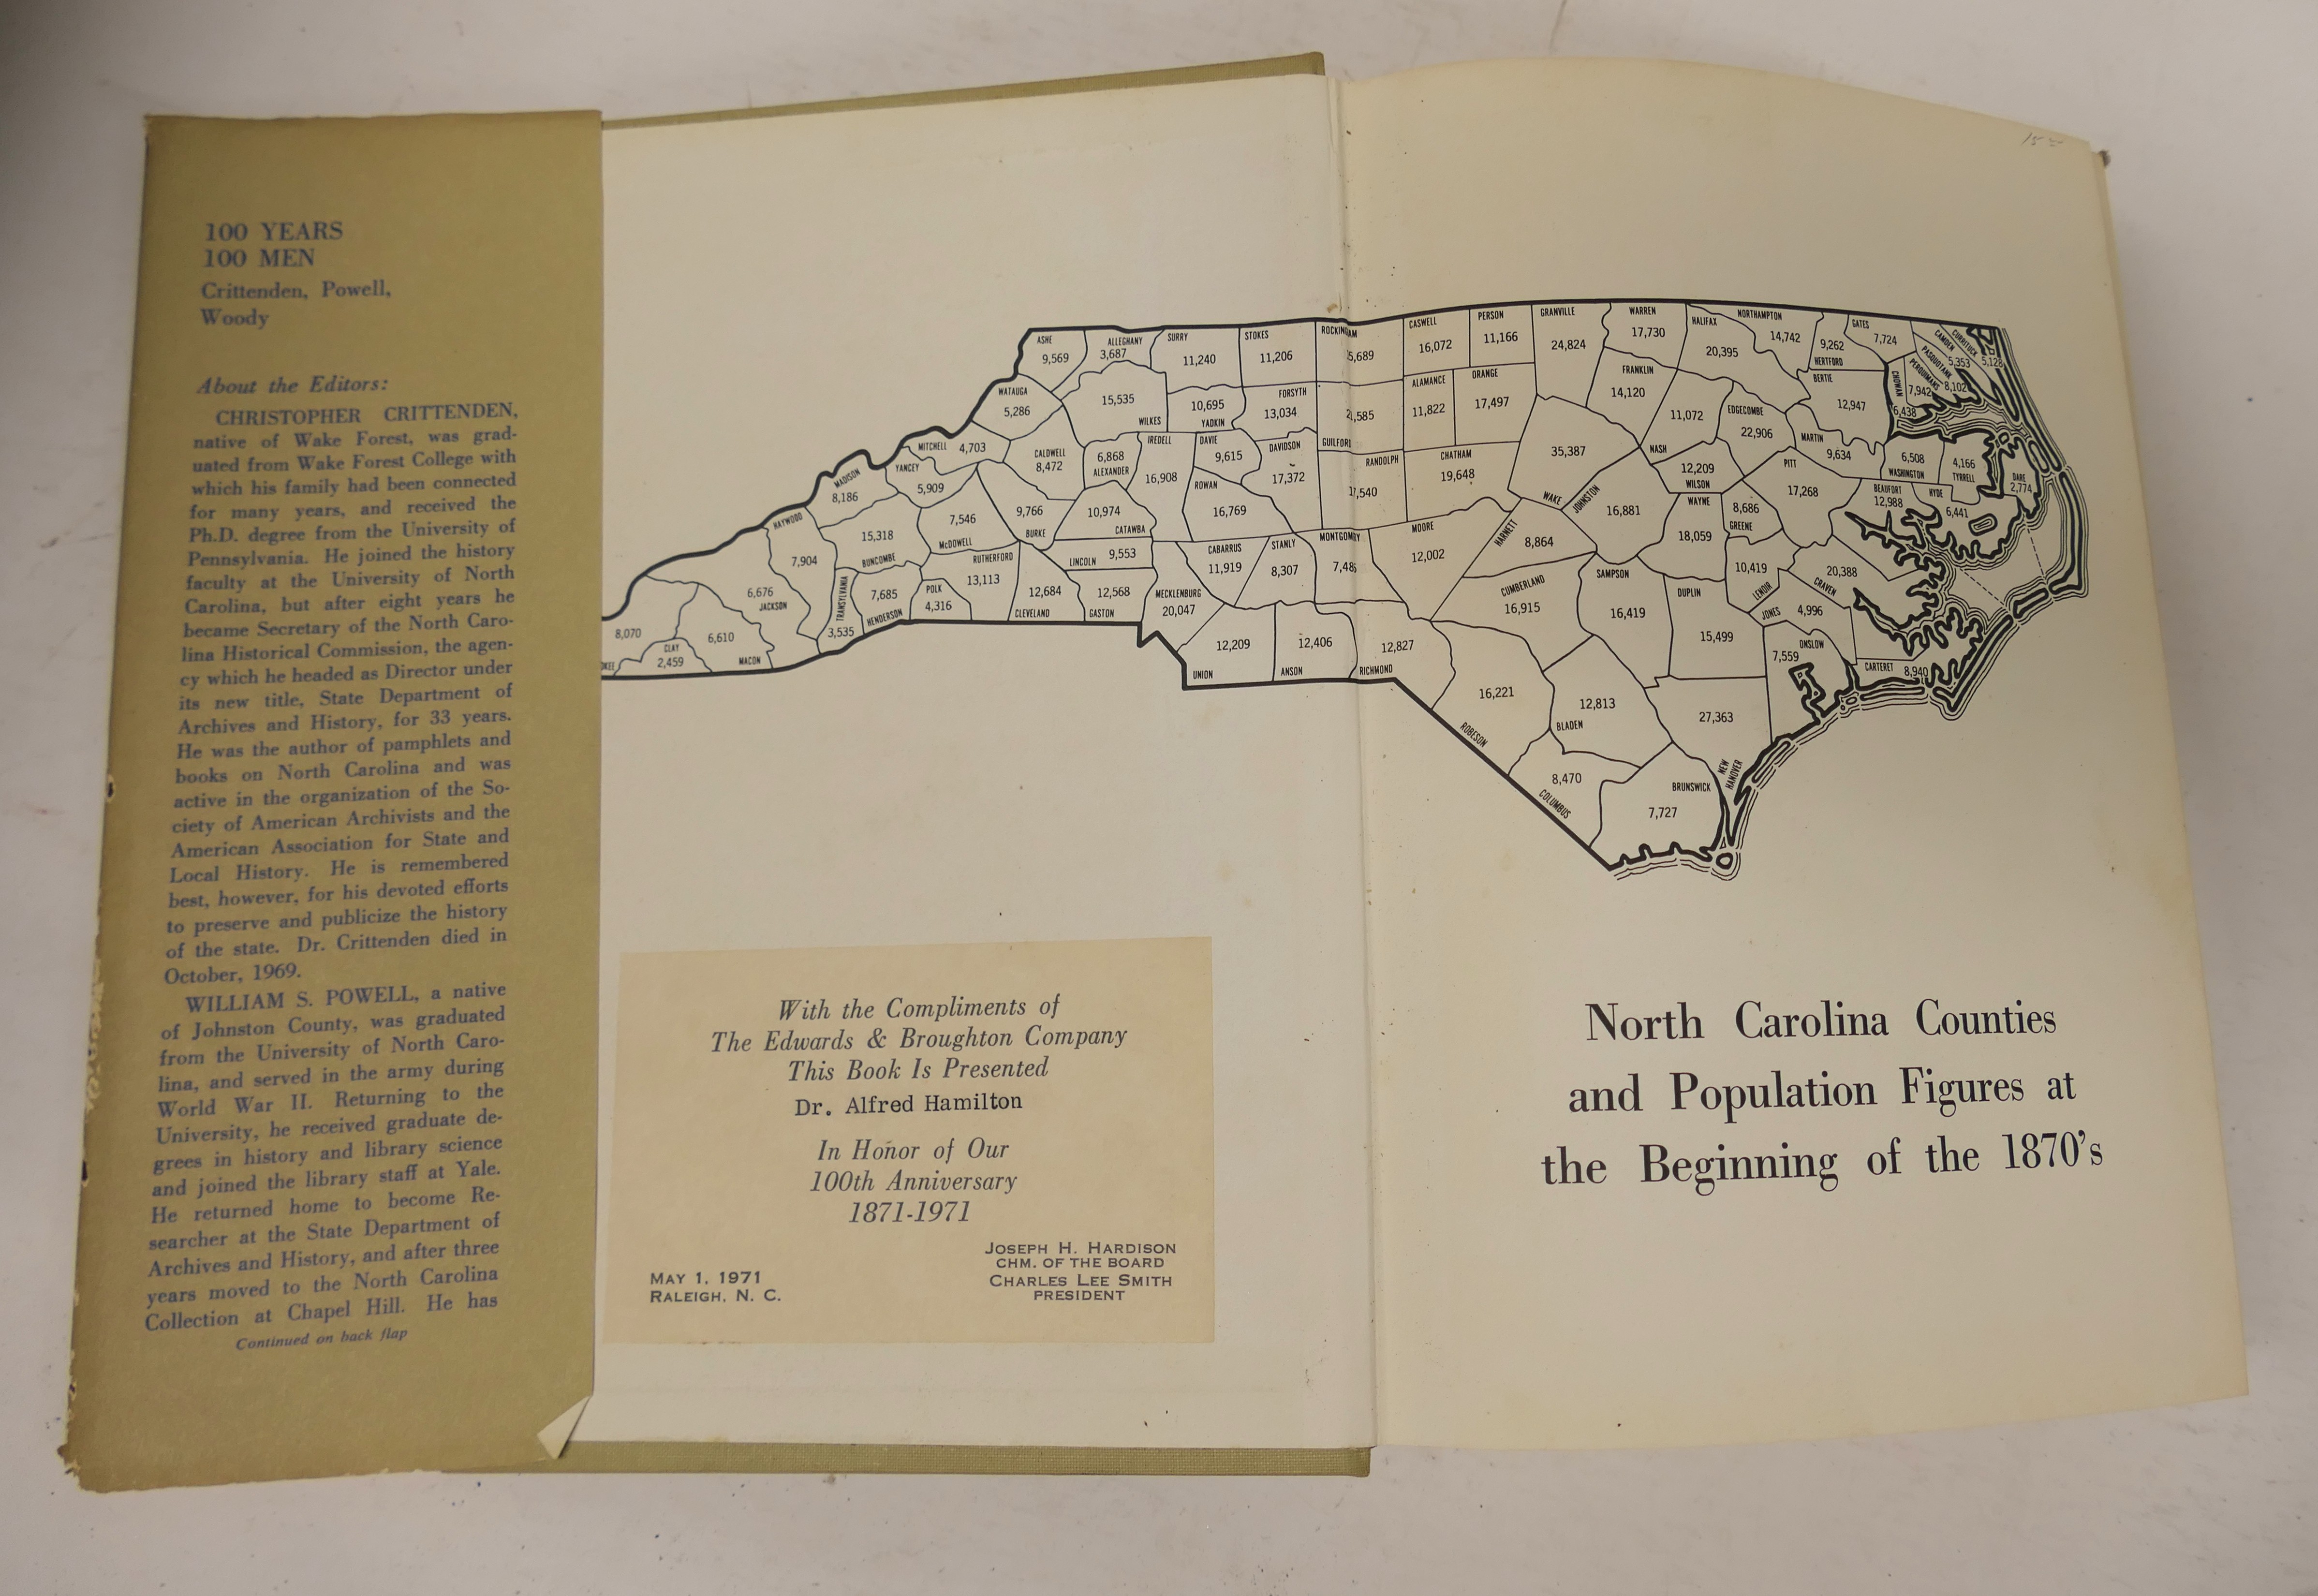 100 YEARS
100 MEN
Crittenden, Powell,
Woody
About the Editors:
CHRISTOPHER CRITTENDEN,
native of Wake Forest, was grad-
uated from Wake Forest College with
which his family had been connected
for many years, and received the
Ph.D. degree from the University of
Pennsylvania. He joined the history
faculty at the University of North
Carolina, but after eight years he
became Secretary of the North Caro-
lina Historical Commission, the agen-
cy which he headed as Director under
its new title, State Department of
Archives and History, for 33 years.
He was the author of pamphlets and
books on North Carolina and was
active in the organization of the So-
ciety of American Archivists and the
American Association for State and
Local History. He is remembered
best, however, for his devoted efforts
to preserve and publicize the history
of the state. Dr. Crittenden died in
October, 1969.
WILLIAM S. POWELL, a native
of Johnston County, was graduated
from the University of North Caro-
lina, and served in the army during
World War II. Returning to the
University, he received graduate de-
grees in history and library science
and joined the library staff at Yale.
He returned home to become Re-
searcher at the State Department of
Archives and History, and after three
years moved to the North Carolina
Collection at Chapel Hill. He has
Continued on back flap
ASHE
9,569
ALLEGHANY
3,687
SURRY
11,240
STOKES
11,206
ROCKINGHAM
5,689
CASWELL
16,072
PERSON
11,166
GRANVILLE
24,824
WARREN
17,730
HALIFAX
20,395
NORTHAMPTON
14,742
9,262
HERTFORD
GATES
7,724
CAMDEN
5,353
CURRITUCK
5,128
PASQUOTANK
8,102
PERQUIMANS
7,942
CHOWAN
6,438
WATAUGA
5,286
15,535
WILKES
10,695
YADKIN
FORSYTH
13,034
,585
GUILFORD
ALAMANCE
11,822
ORANGE
17,497
FRANKLIN
14,120
11,072
NASH
EDGECOMBE
22,906
BERTIE
12,947
MARTIN
9,634
6,508
WASHINGTON
4,166
TYRRELL
DARE
2,774
MITCHELL 4,703
YANCEY
5,909
MADISON
8,186
CALDWELL
8,472
6,868
ALEXANDER
IREDELL
16,908
DAVIE
9,615
DAVIDSON
17,372
ROWAN
16,769
RANDOLPH
,540
CHATHAM
19,648
35,387
WAKE
JOHNSTON
16,881
12,209
WILSON
WAYNE
18,059
8,686
GREENE
PITT
17,268
BEAUFORT
12,988
HYDE
6,441
HAYWOOD
7,904
15,318
BUNCOMBE
7,546
McDOWELL
9,766
BURKE
10,974
CATAWBA
LINCOLN 9,553
RUTHERFORD
13,113
POLK
4,316
12,684
CLEVELAND
12,568
GASTON
MECKLENBURG
20,047
CABARRUS
11,919
STANLY
8,307
MONTGOMERY
7,48
MOORE
12,002
HARNETT
8,864
CUMBERLAND
16,915
SAMPSON
16,419
DUPLIN
15,499
10,419
LENOIR
JONES 4,996
20,388
CRAVEN
ONSLOW
7,559
CARTERET 8,940
6,676
JACKSON
TRANSYLVANIA
3,535
7,685
HENDERSON
8,070
KEE
CLAY
2,459
6,610
MACON
12,209
UNION
12,406
ANSON
12,827
RICHMOND
16,221
ROBESON
12,813
BLADEN
27,363
NEW
HANOVER
8,470
COLUMBUS
BRUNSWICK
7,727
With the Compliments of
The Edwards & Broughton Company
This Book Is Presented
Dr. Alfred Hamilton
In Honor of Our
100th Anniversary
1871-1971
MAY 1, 1971
RALEIGH, N. C.
JOSEPH H. HARDISON
CHM. OF THE BOARD
CHARLES LEE SMITH
PRESIDENT
North Carolina Counties
and Population Figures at
the Beginning of the 1870's